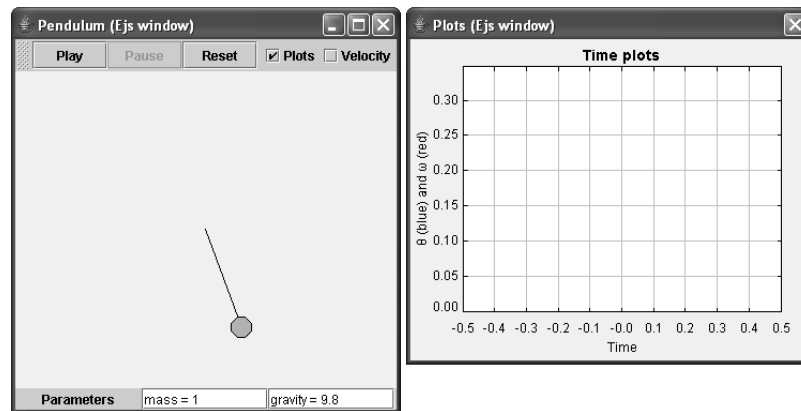 Pendulum (Ejs window)
Play Pause Reset Plots Velocity
Parameters mass = 1 gravity = 9.8
Plots (Ejs window)
Time plots
θ (blue) and ω (red)
0.30
0.25
0.20
0.15
0.10
0.05
0.00
-0.5 -0.4 -0.3 -0.2 -0.1 -0.0 0.1 0.2 0.3 0.4 0.5
Time